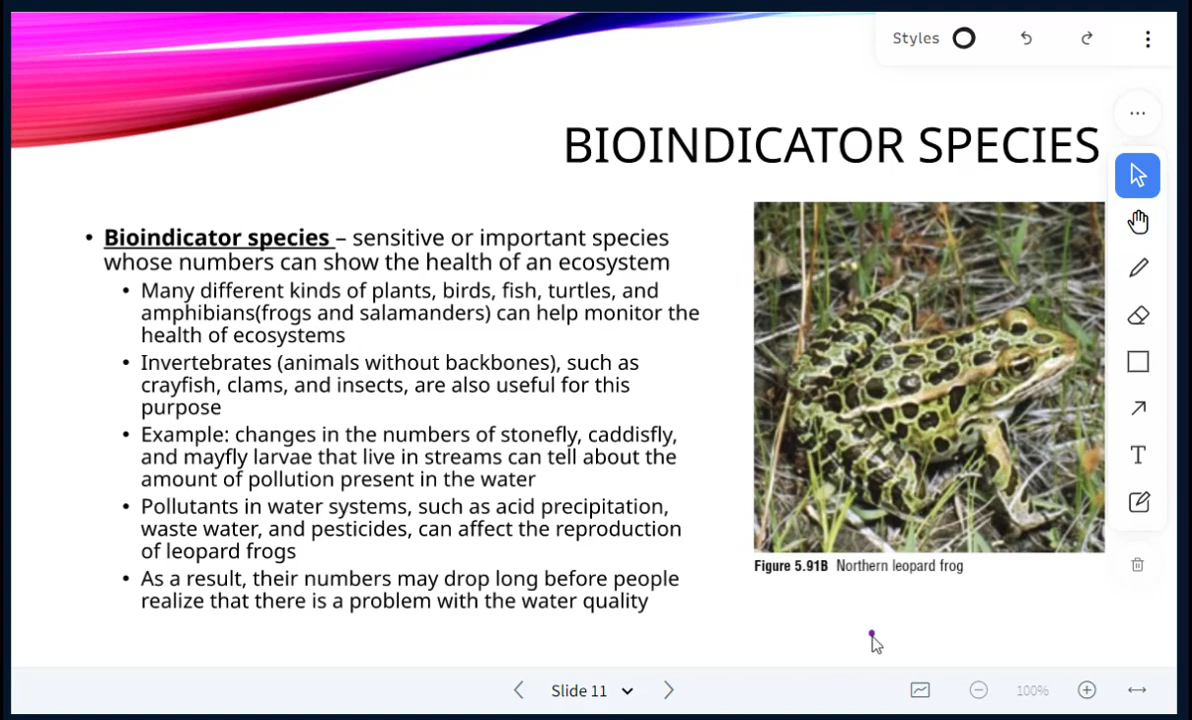 Styles
BIOINDICATOR SPECIES
• Bioindicator species – sensitive or important species
whose numbers can show the health of an ecosystem
• Many different kinds of plants, birds, fish, turtles, and
amphibians(frogs and salamanders) can help monitor the
health of ecosystems
• Invertebrates (animals without backbones), such as
crayfish, clams, and insects, are also useful for this
purpose
• Example: changes in the numbers of stonefly, caddisfly,
and mayfly larvae that live in streams can tell about the
amount of pollution present in the water
• Pollutants in water systems, such as acid precipitation,
waste water, and pesticides, can affect the reproduction
of leopard frogs
• As a result, their numbers may drop long before people
realize that there is a problem with the water quality
Figure 5.91B Northern leopard frog
T
Slide 11
100%